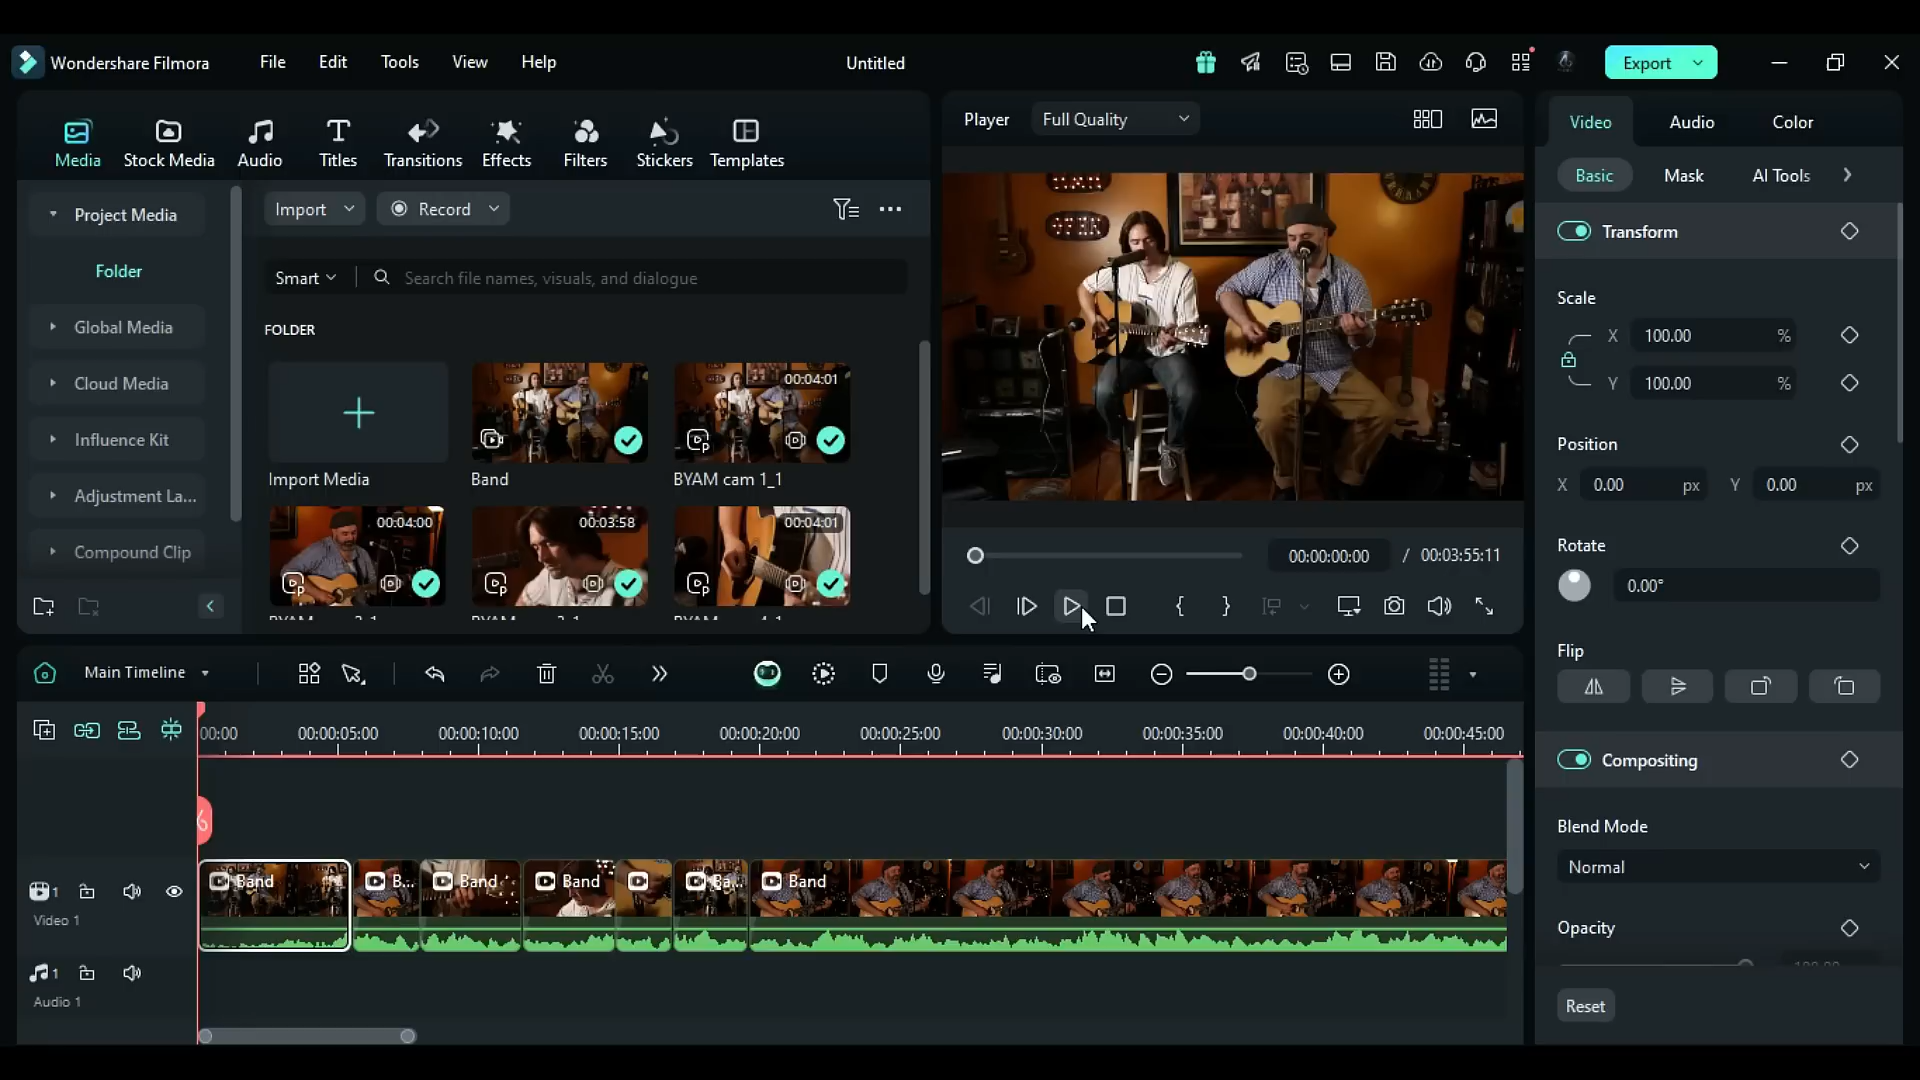 Wondershare Filmora
File
Edit
Tools
View
Help
Untitled
Export
Media
Stock Media
Audio
Titles
Transitions
Effects
Filters
Stickers
Templates
Player
Full Quality
Video
Audio
Color
Basic
Mask
AI Tools
Project Media
Folder
Global Media
Cloud Media
Influence Kit
Adjustment La...
Compound Clip
Import
Record
Smart
Search file names, visuals, and dialogue
FOLDER
Import Media
Band
00:04:01
BYAM cam 1_1
00:04:00
00:03:58
00:04:01
00:00:00:00 / 00:03:55:11
Transform
Scale
X 100.00 %
Y 100.00 %
Position
X 0.00 px Y 0.00 px
Rotate
0.00°
Flip
Compositing
Blend Mode
Normal
Opacity
100.00
Reset
Main Timeline
00:00 00:00:05:00 00:00:10:00 00:00:15:00 00:00:20:00 00:00:25:00 00:00:30:00 00:00:35:00 00:00:40:00 00:00:45:00
1
Video 1
Band
B...
Band
Band
Ba...
Band
1
Audio 1